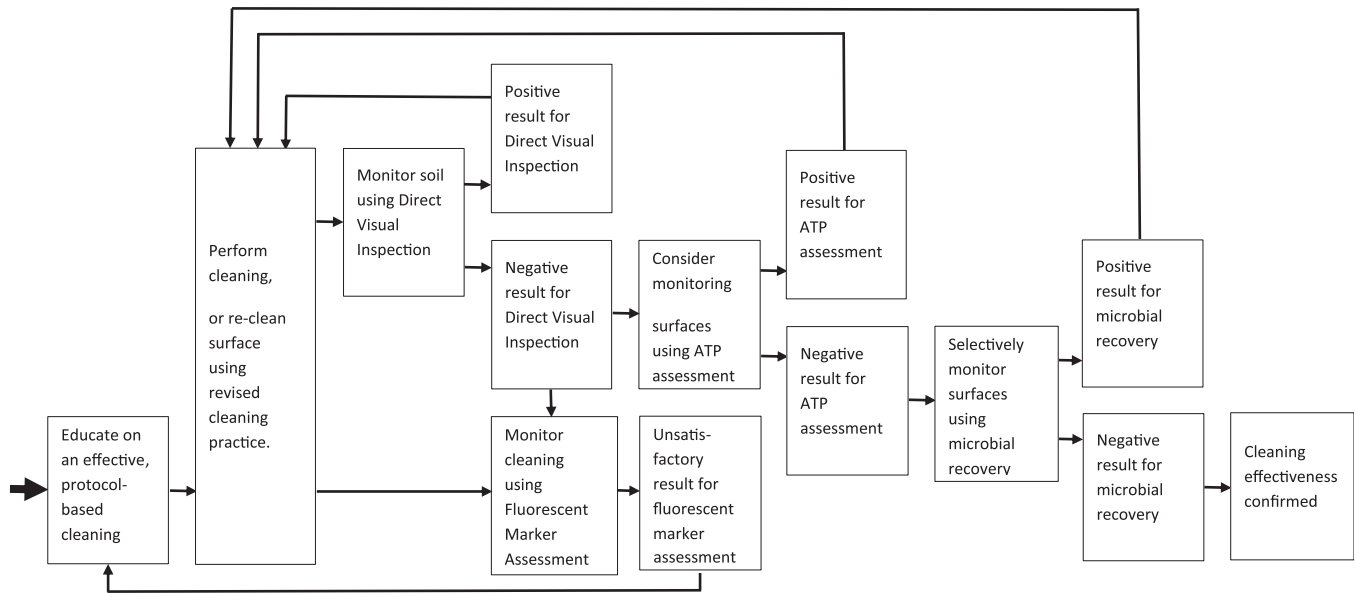 Educate on
an effective,
protocol-
based
cleaning
Perform
cleaning,
or re-clean
surface
using
revised
cleaning
practice.
Monitor soil
using Direct
Visual
Inspection
Positive
result for
Direct Visual
Inspection
Negative
result for
Direct Visual
Inspection
Monitor
cleaning
using
Fluorescent
Marker
Assessment
Unsatis-
factory
result for
fluorescent
marker
assessment
Consider
monitoring
surfaces
using ATP
assessment
Positive
result for
ATP
assessment
Negative
result for
ATP
assessment
Selectively
monitor
surfaces
using
microbial
recovery
Positive
result for
microbial
recovery
Negative
result for
microbial
recovery
Cleaning
effectiveness
confirmed